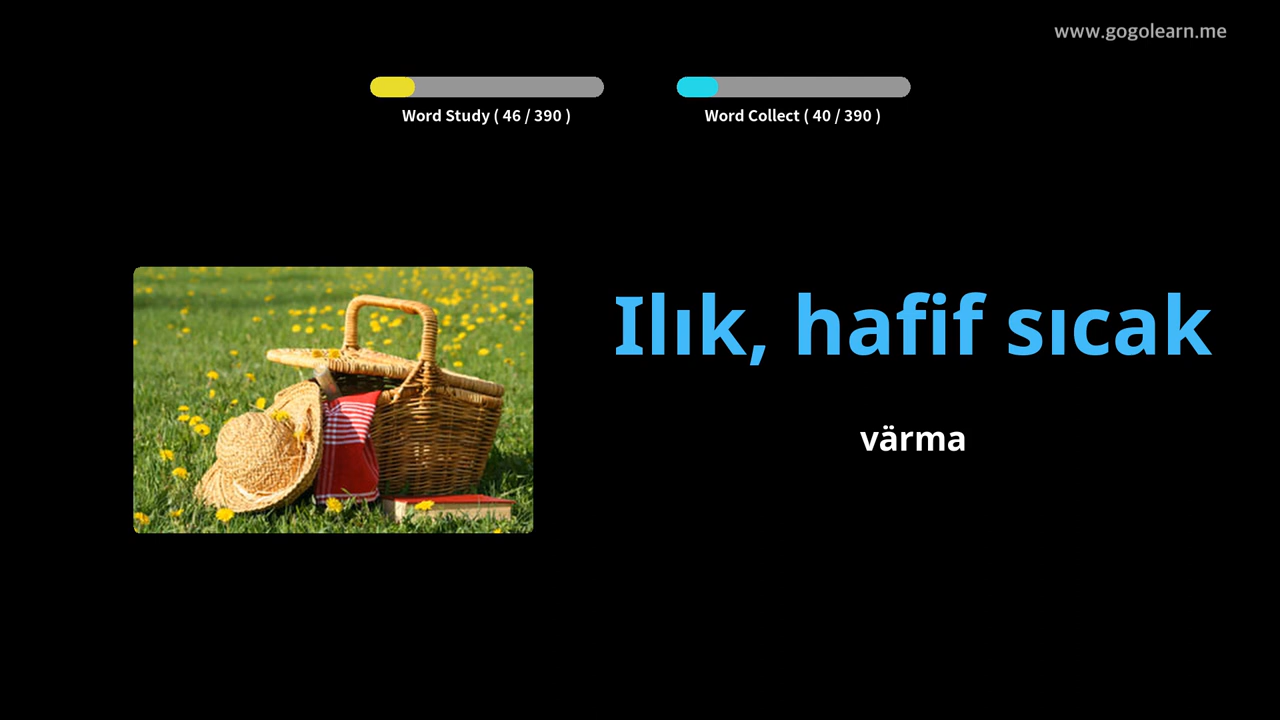 www.gogolearn.me
Word Study ( 46 / 390 )
Word Collect ( 40 / 390 )
Ilık, hafif sıcak
värma